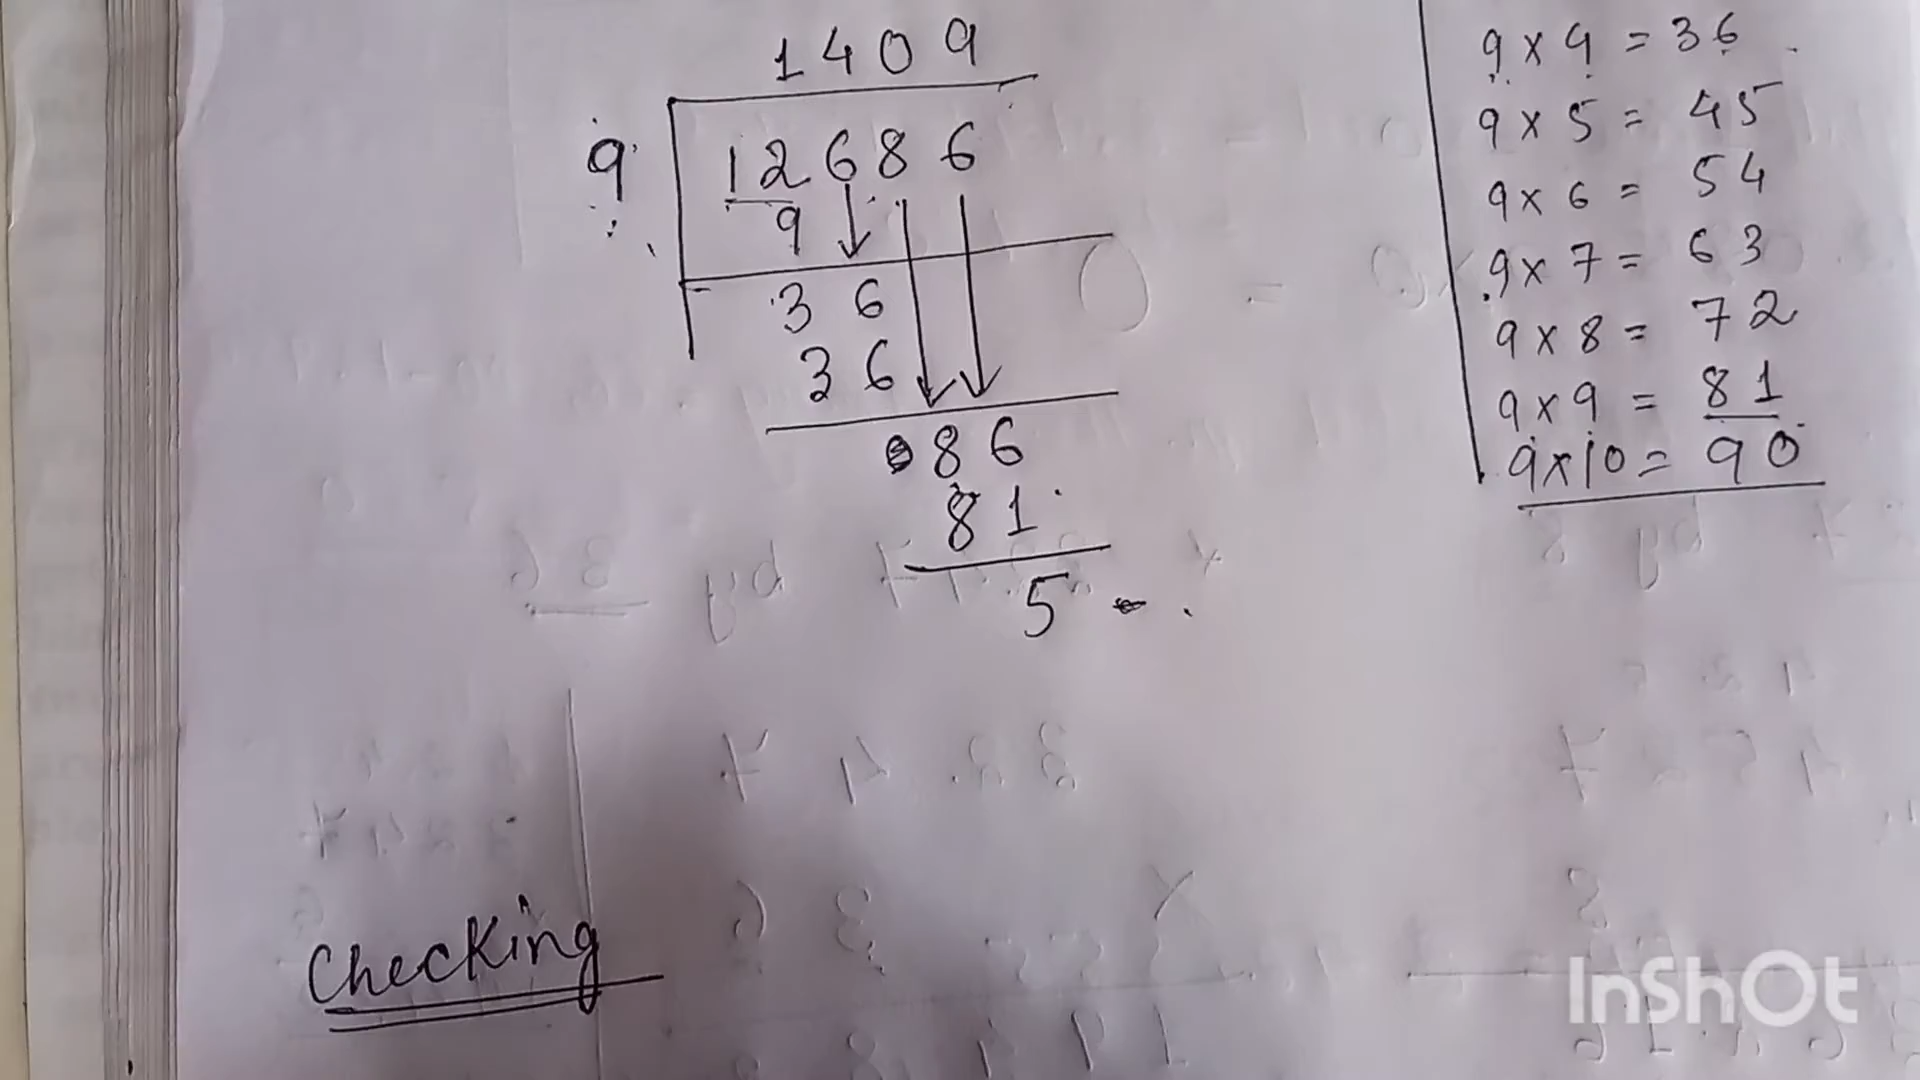 1409
9 12686
9
36
36
86
81
5
9 x 4 = 36
9 x 5 = 45
9 x 6 = 54
9 x 7 = 63
9 x 8 = 72
9 x 9 = 81
9 x 10 = 90
Checking
InShOt